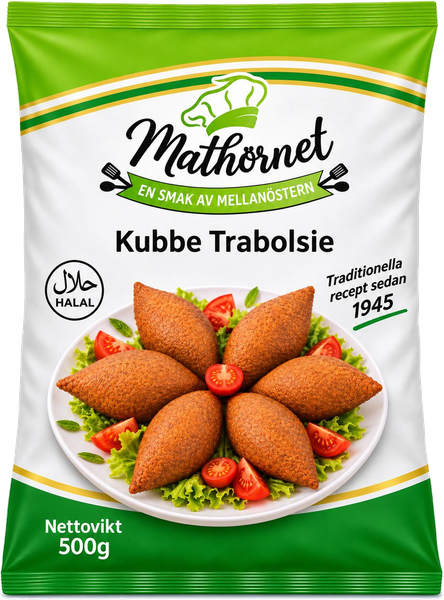 Mathörnet
EN SMAK AV MELLANÖSTERN
Kubbe Trabolsie
حلال
HALAL
Traditionella
recept sedan
1945
Nettovikt
500g